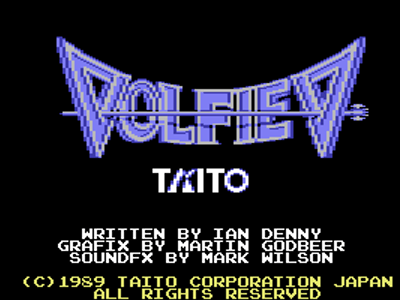 VOLFIED
TAITO
WRITTEN BY IAN DENNY
GRAFIX BY MARTIN GODBEER
SOUNDFX BY MARK WILSON
(C)1989 TAITO CORPORATION JAPAN
ALL RIGHTS RESERVED